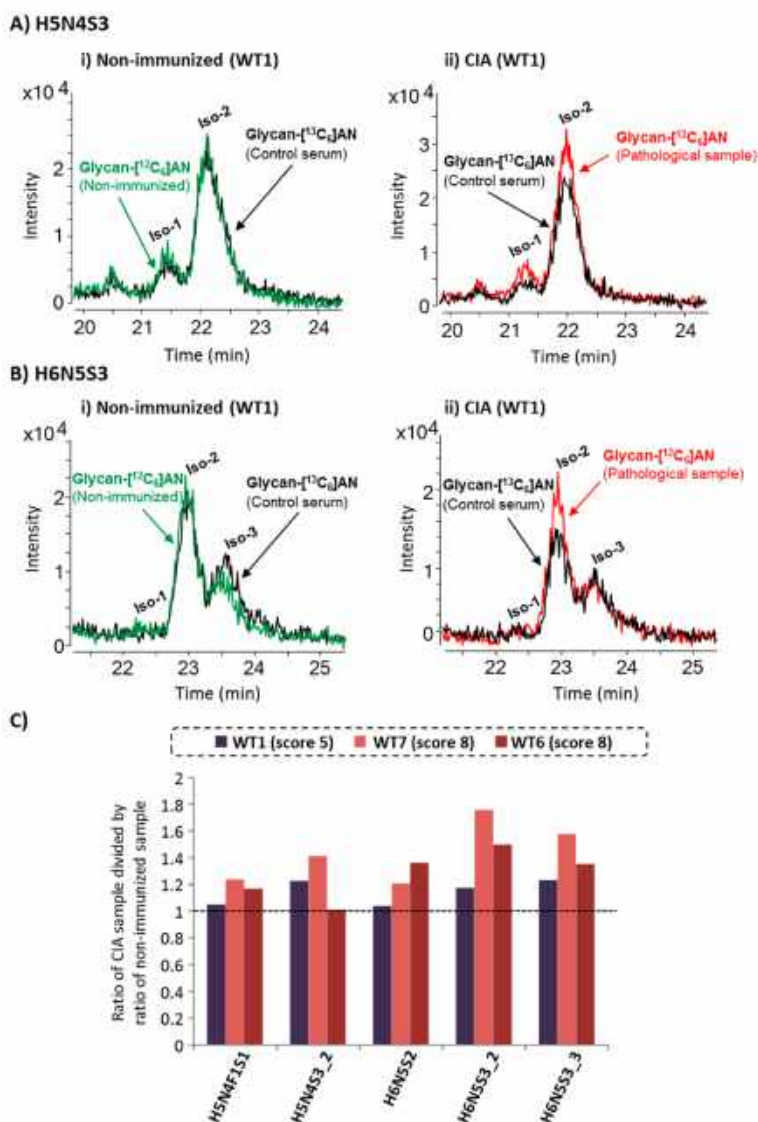 A) H5N4S3
i) Non-immunized (WT1)
ii) CIA (WT1)
x10⁴
Iso-2
Glycan-[¹²C₆]AN
(Non-immunized)
Glycan-[¹³C₆]AN
(Control serum)
Iso-1
Intensity
2
1
0
20 21 22 23 24
Time (min)
x10⁴
Iso-2
Glycan-[¹³C₆]AN
(Control serum)
Glycan-[¹²C₆]AN
(Pathological sample)
Iso-1
Intensity
3
2
1
0
20 21 22 23 24
Time (min)
B) H6N5S3
i) Non-immunized (WT1)
ii) CIA (WT1)
x10⁴
Glycan-[¹²C₆]AN
(Non-immunized)
Iso-2
Glycan-[¹³C₆]AN
(Control serum)
Iso-3
Iso-1
Intensity
2
1
0
22 23 24 25
Time (min)
x10⁴
Iso-2
Glycan-[¹²C₆]AN
(Pathological sample)
Glycan-[¹³C₆]AN
(Control serum)
Iso-3
Iso-1
Intensity
2
1
0
22 23 24 25
Time (min)
C)
WT1 (score 5) WT7 (score 8) WT6 (score 8)
Ratio of CIA sample divided by
ratio of non-immunized sample
2
1.8
1.6
1.4
1.2
1
0.8
0.6
0.4
0.2
0
H5N4F1S1
H5N4S3_2
H6N5S2
H6N5S3_2
H6N5S3_3